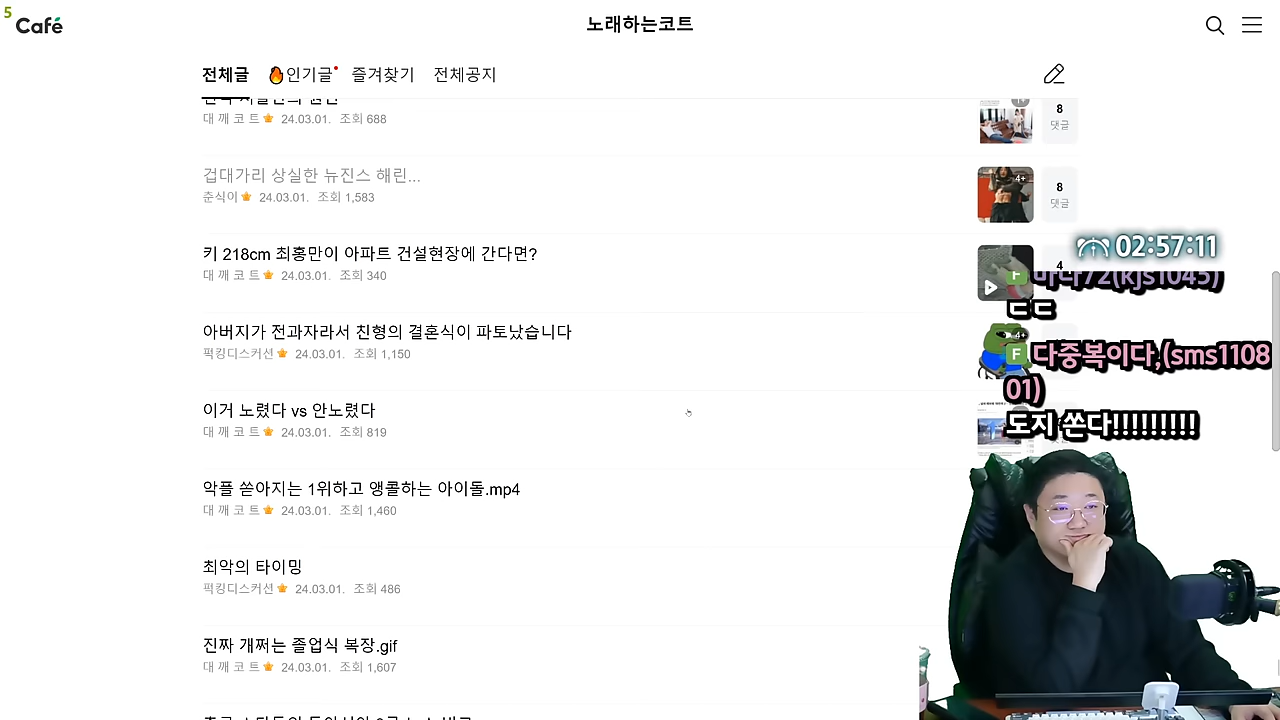 5
Café
노래하는코트
전체글
🔥인기글
즐겨찾기
전체공지
대 깨 코 트 24.03.01. 조회 688
8
댓글
겁대가리 상실한 뉴진스 해린...
춘식이 24.03.01. 조회 1,583
4+
8
댓글
키 218cm 최홍만이 아파트 건설현장에 간다면?
대 깨 코 트 24.03.01. 조회 340
4
02:57:11
F 마다72(kjs1045)
ㄷㄷ
아버지가 전과자라서 친형의 결혼식이 파토났습니다
퍽킹디스커션 24.03.01. 조회 1,150
4+
F 다중복이다,(sms1108
01)
도지 쏜다!!!!!!!!!!
이거 노렸다 vs 안노렸다
대 깨 코 트 24.03.01. 조회
악플 쏟아지는 1위하고 앵콜하는 아이돌.mp4
대 깨 코 트 24.03.01. 조회 1,460
최악의 타이밍
퍽킹디스커션 24.03.01. 조회 486
진짜 개쩌는 졸업식 복장.gif
대 깨 코 트 24.03.01. 조회 1,607